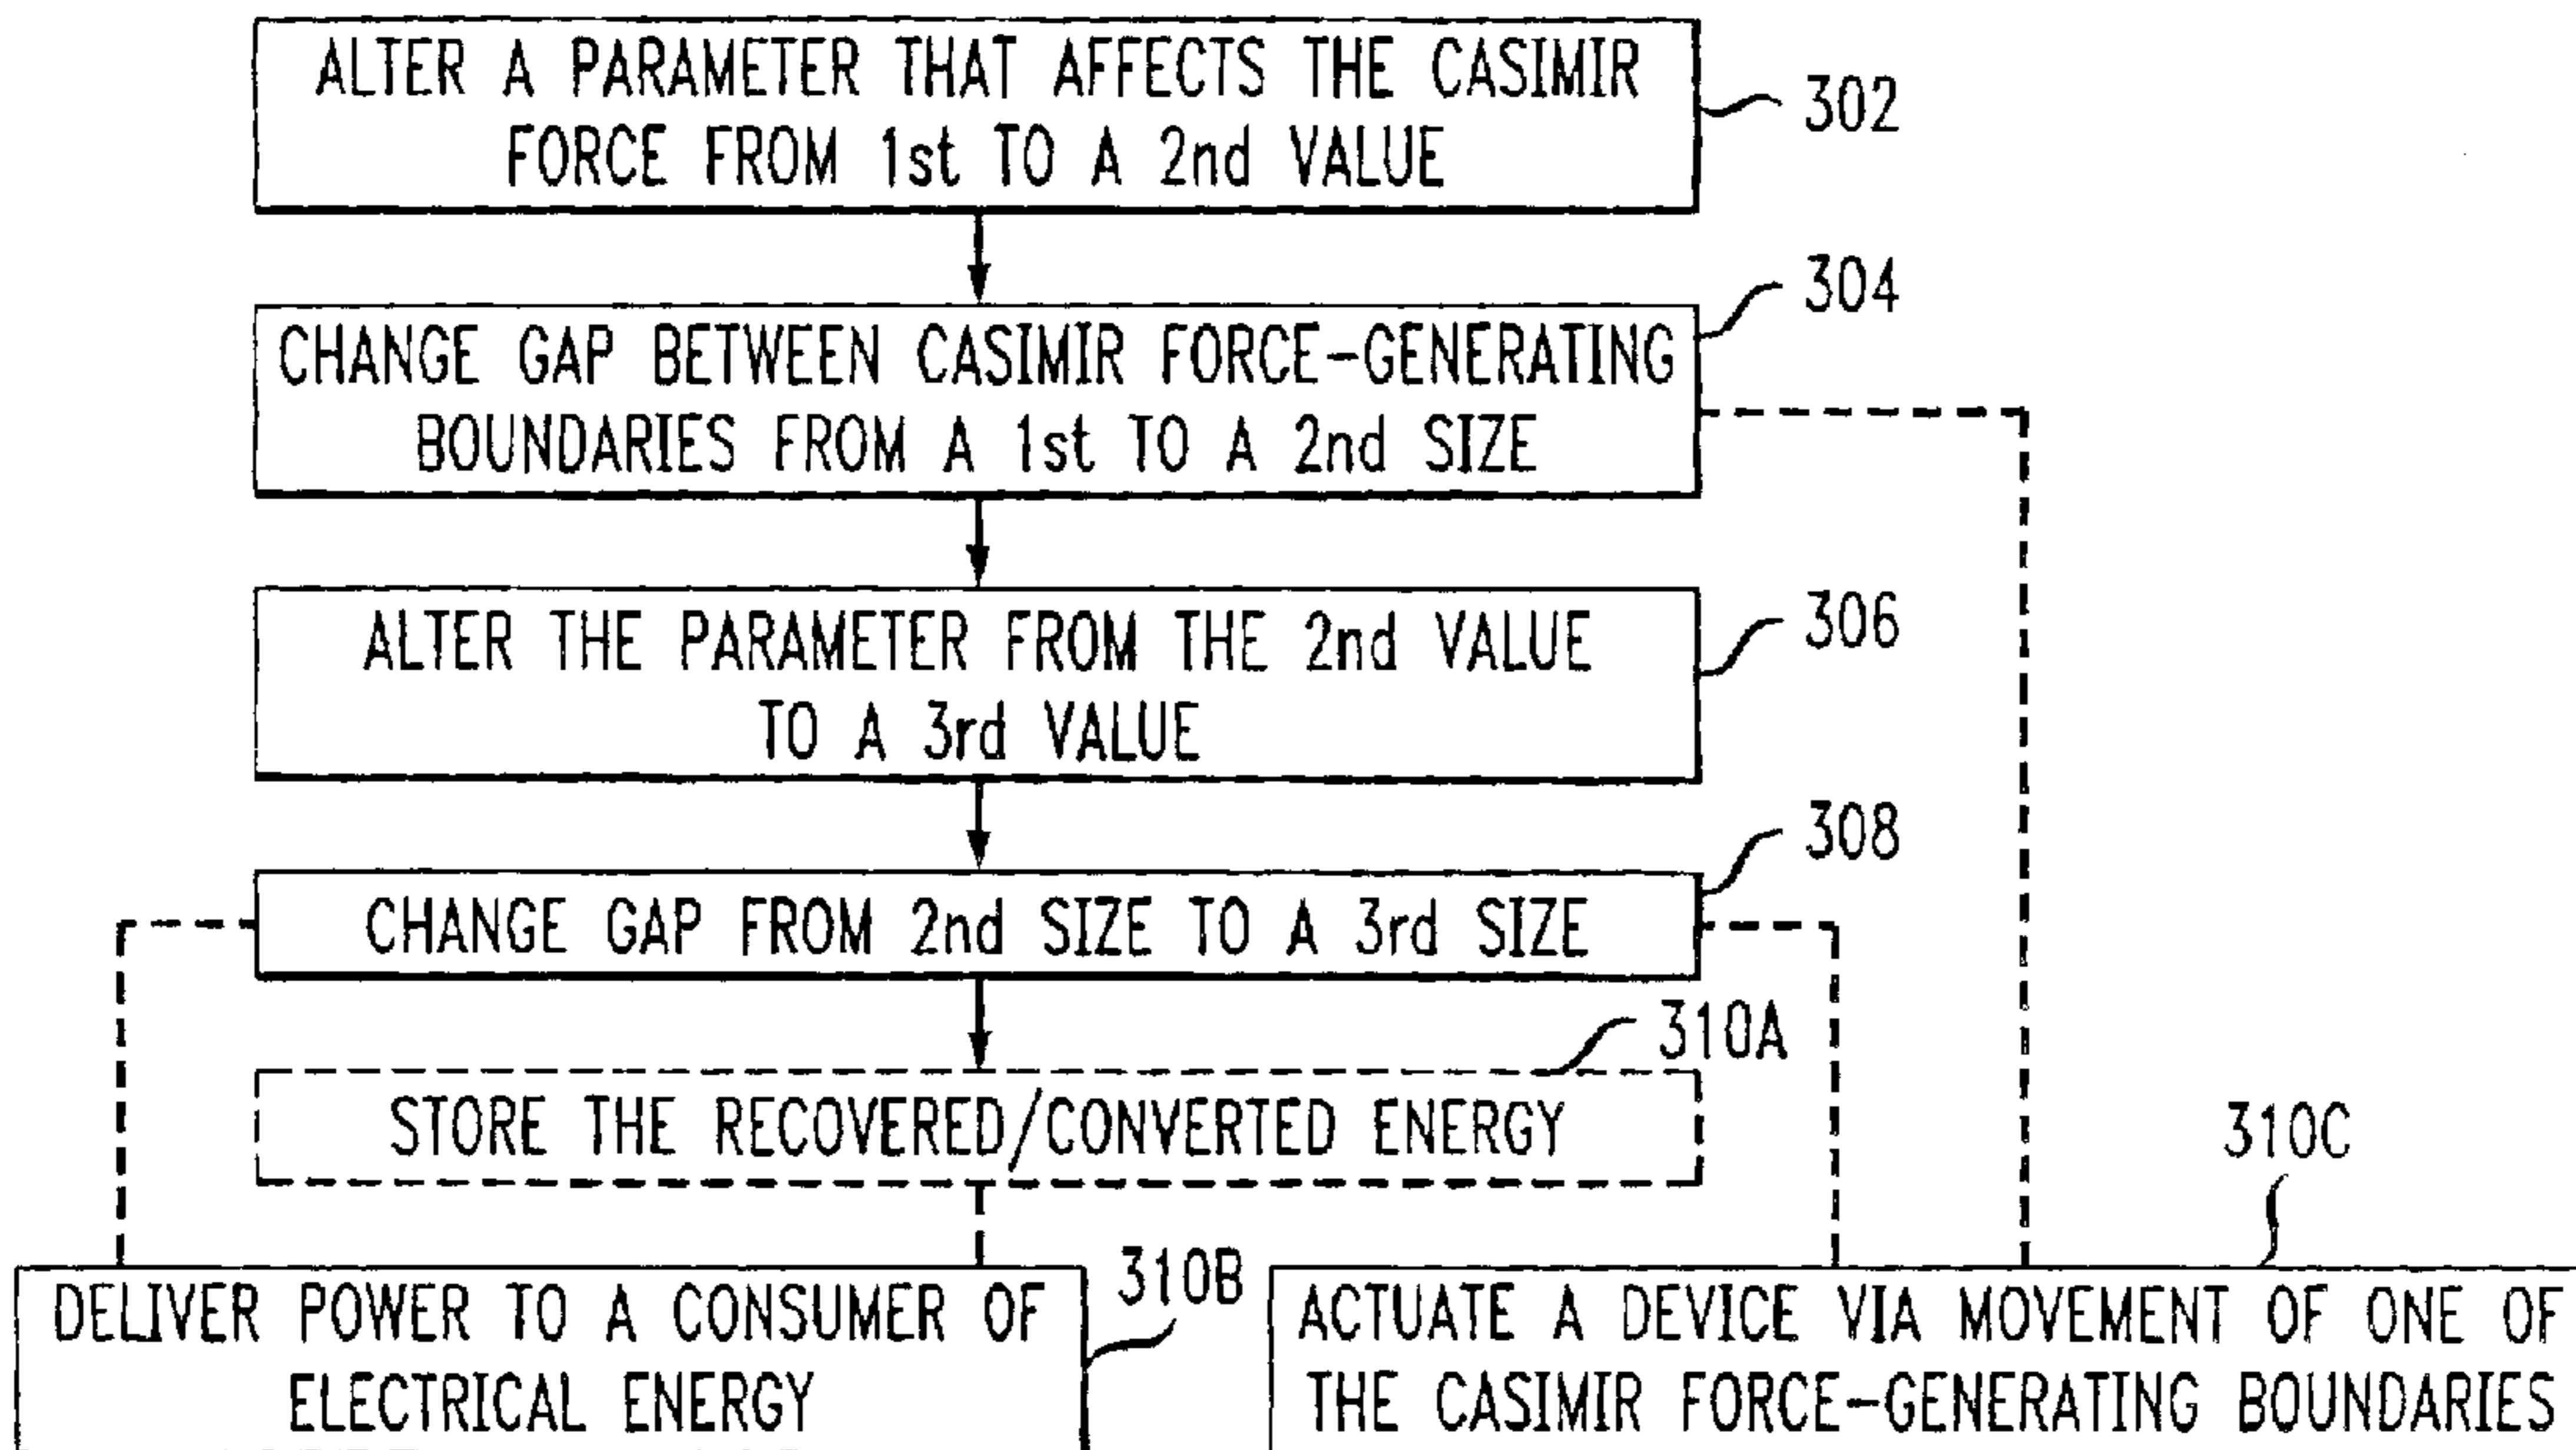 ALTER A PARAMETER THAT AFFECTS THE CASIMIR
FORCE FROM 1st TO A 2nd VALUE
302
304
CHANGE GAP BETWEEN CASIMIR FORCE-GENERATING
BOUNDARIES FROM A 1st TO A 2nd SIZE
306
ALTER THE PARAMETER FROM THE 2nd VALUE
TO A 3rd VALUE
308
CHANGE GAP FROM 2nd SIZE TO A 3rd SIZE
310A
STORE THE RECOVERED/CONVERTED ENERGY
310C
310B
DELIVER POWER TO A CONSUMER OF
ELECTRICAL ENERGY
ACTUATE A DEVICE VIA MOVEMENT OF ONE OF
THE CASIMIR FORCE-GENERATING BOUNDARIES